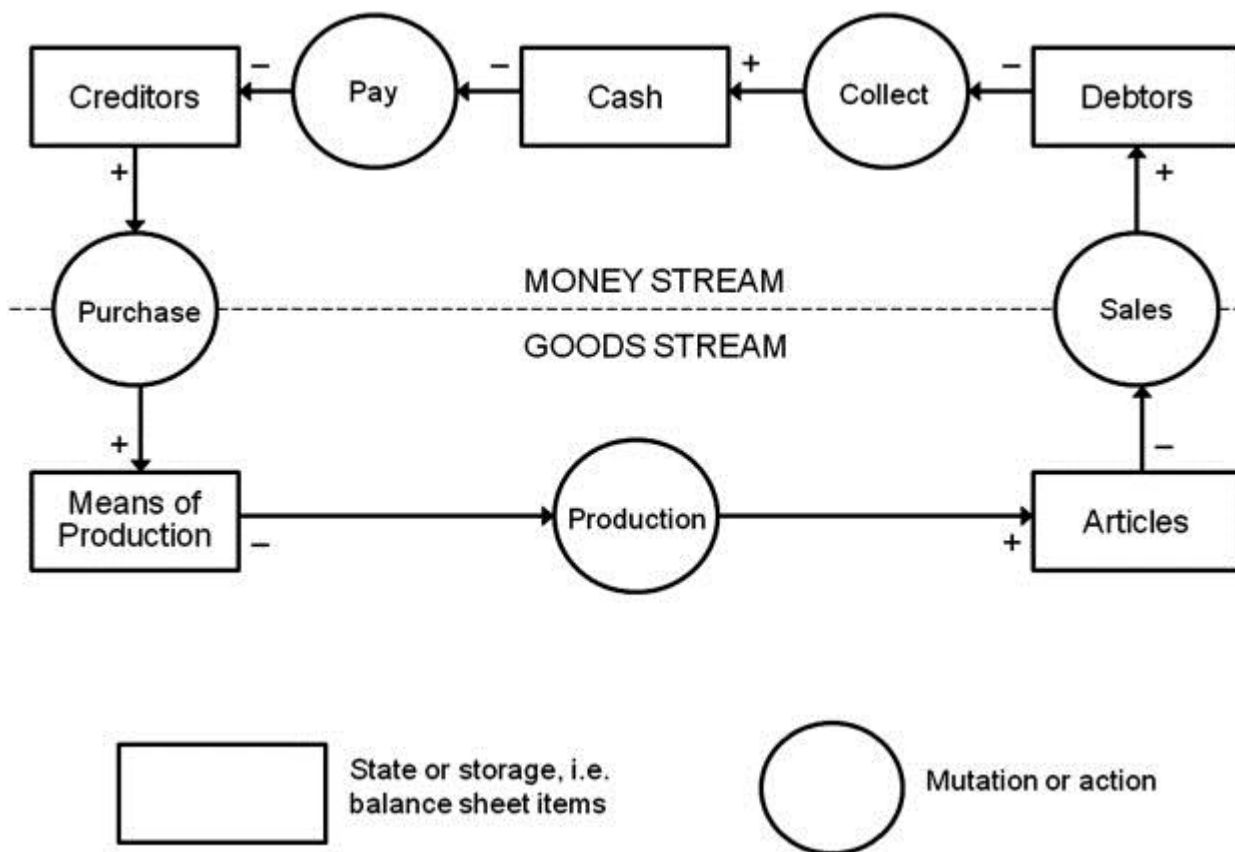 Creditors
–
Pay
–
Cash
+
Collect
–
Debtors
+
+
Purchase
MONEY STREAM
Sales
GOODS STREAM
+
–
Means of
Production
–
Production
+
Articles
State or storage, i.e.
balance sheet items
Mutation or action